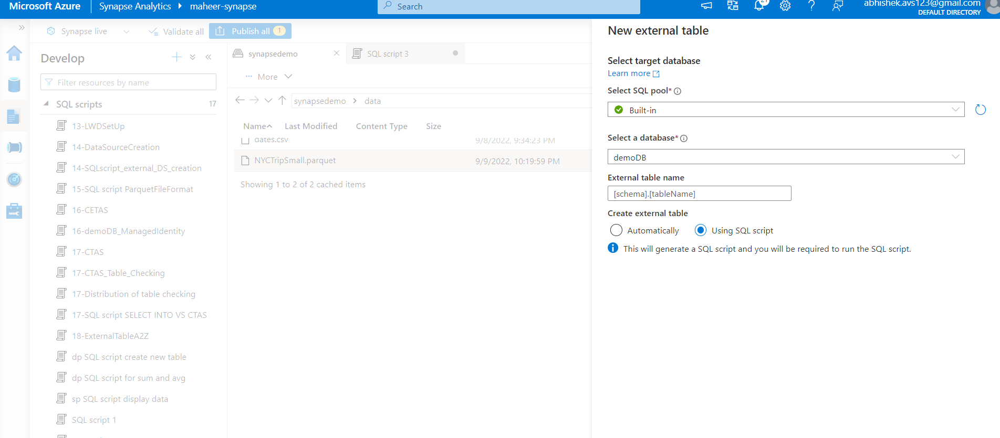 Microsoft Azure
Synapse Analytics
maheer-synapse
Search
21
abhishek.avs123@gmail.com
DEFAULT DIRECTORY
Synapse live
Validate all
Publish all 1
Develop
Filter resources by name
SQL scripts 17
13-LWDSetUp
14-DataSourceCreation
14-SQLscript_external_DS_creation
15-SQL script ParquetFileFormat
16-CETAS
16-demoDB_ManagedIdentity
17-CTAS
17-CTAS_Table_Checking
17-Distribution of table checking
17-SQL script SELECT INTO VS CTAS
18-ExternalTableA2Z
dp SQL script create new table
dp SQL script for sum and avg
sp SQL script display data
SQL script 1
synapsedemo
SQL script 3
More
synapsedemo
data
Name Last Modified Content Type Size
dates.csv 9/8/2022, 9:34:23 PM
NYCTripSmall.parquet 9/9/2022, 10:19:59 PM
Showing 1 to 2 of 2 cached items
New external table
Select target database
Learn more
Select SQL pool*
Built-in
Select a database*
demoDB
External table name
[schema].[tableName]
Create external table
Automatically Using SQL script
This will generate a SQL script and you will be required to run the SQL script.